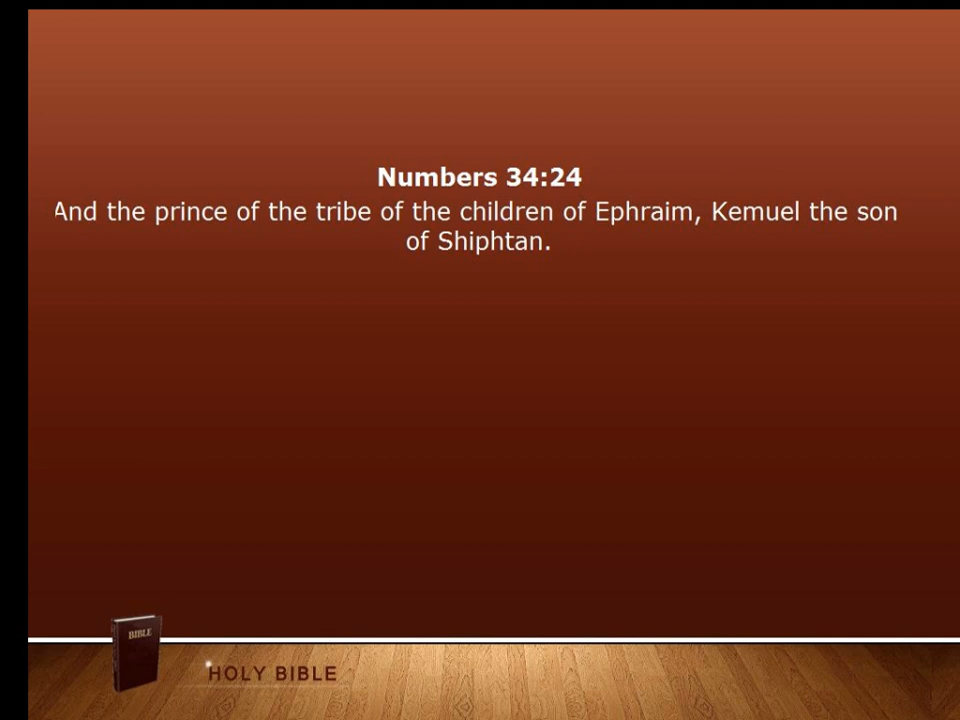 Numbers 34:24
And the prince of the tribe of the children of Ephraim, Kemuel the son
of Shiphtan.
BIBLE
HOLY BIBLE